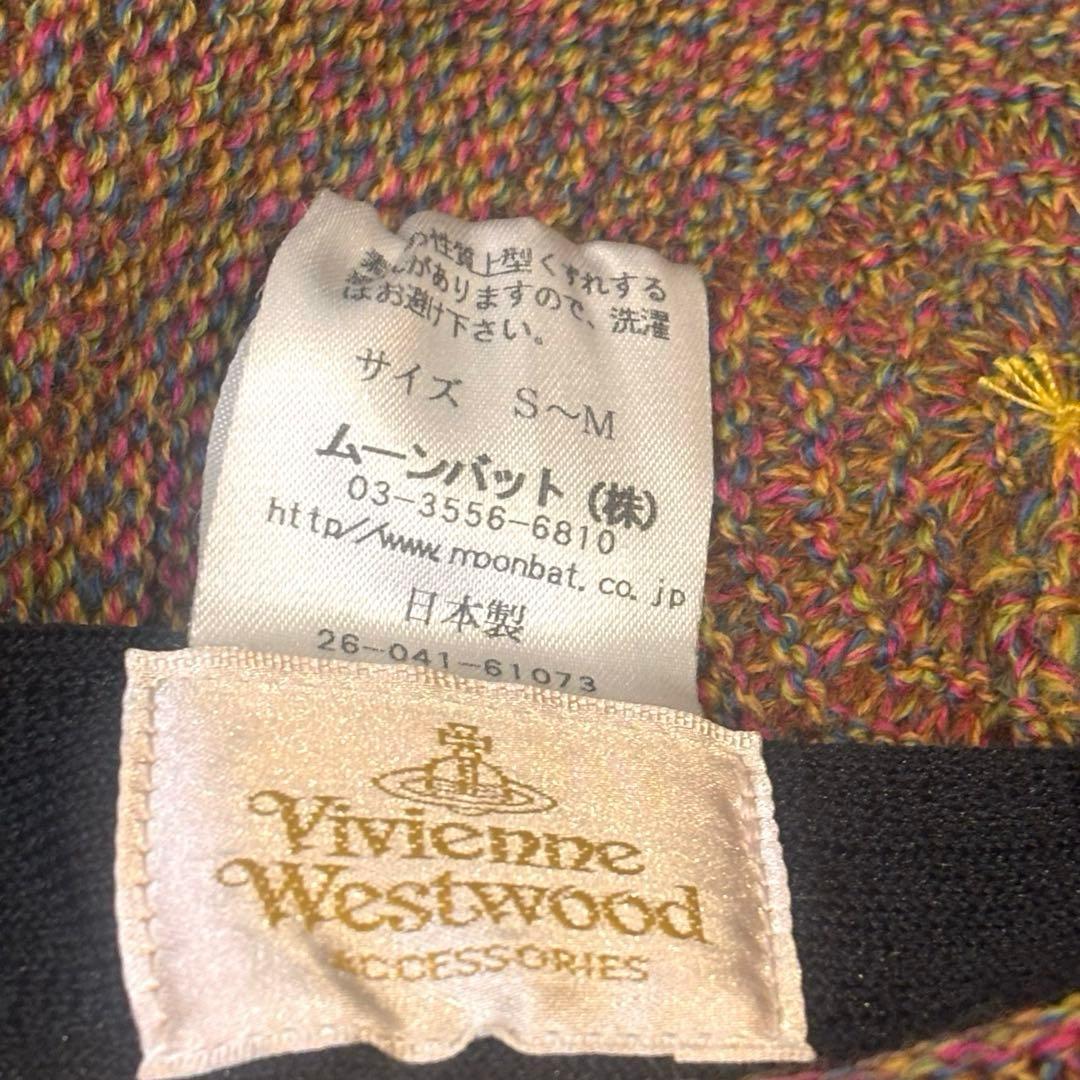 の性質上型くずれする
がありますので、洗濯
はお避け下さい。
サイズ S〜M
ムーンバット(株)
03-3556-6810
http//www.moonbat.co.jp
日本製
26-041-61073
Vivienne
Westwood
ACCESSORIES